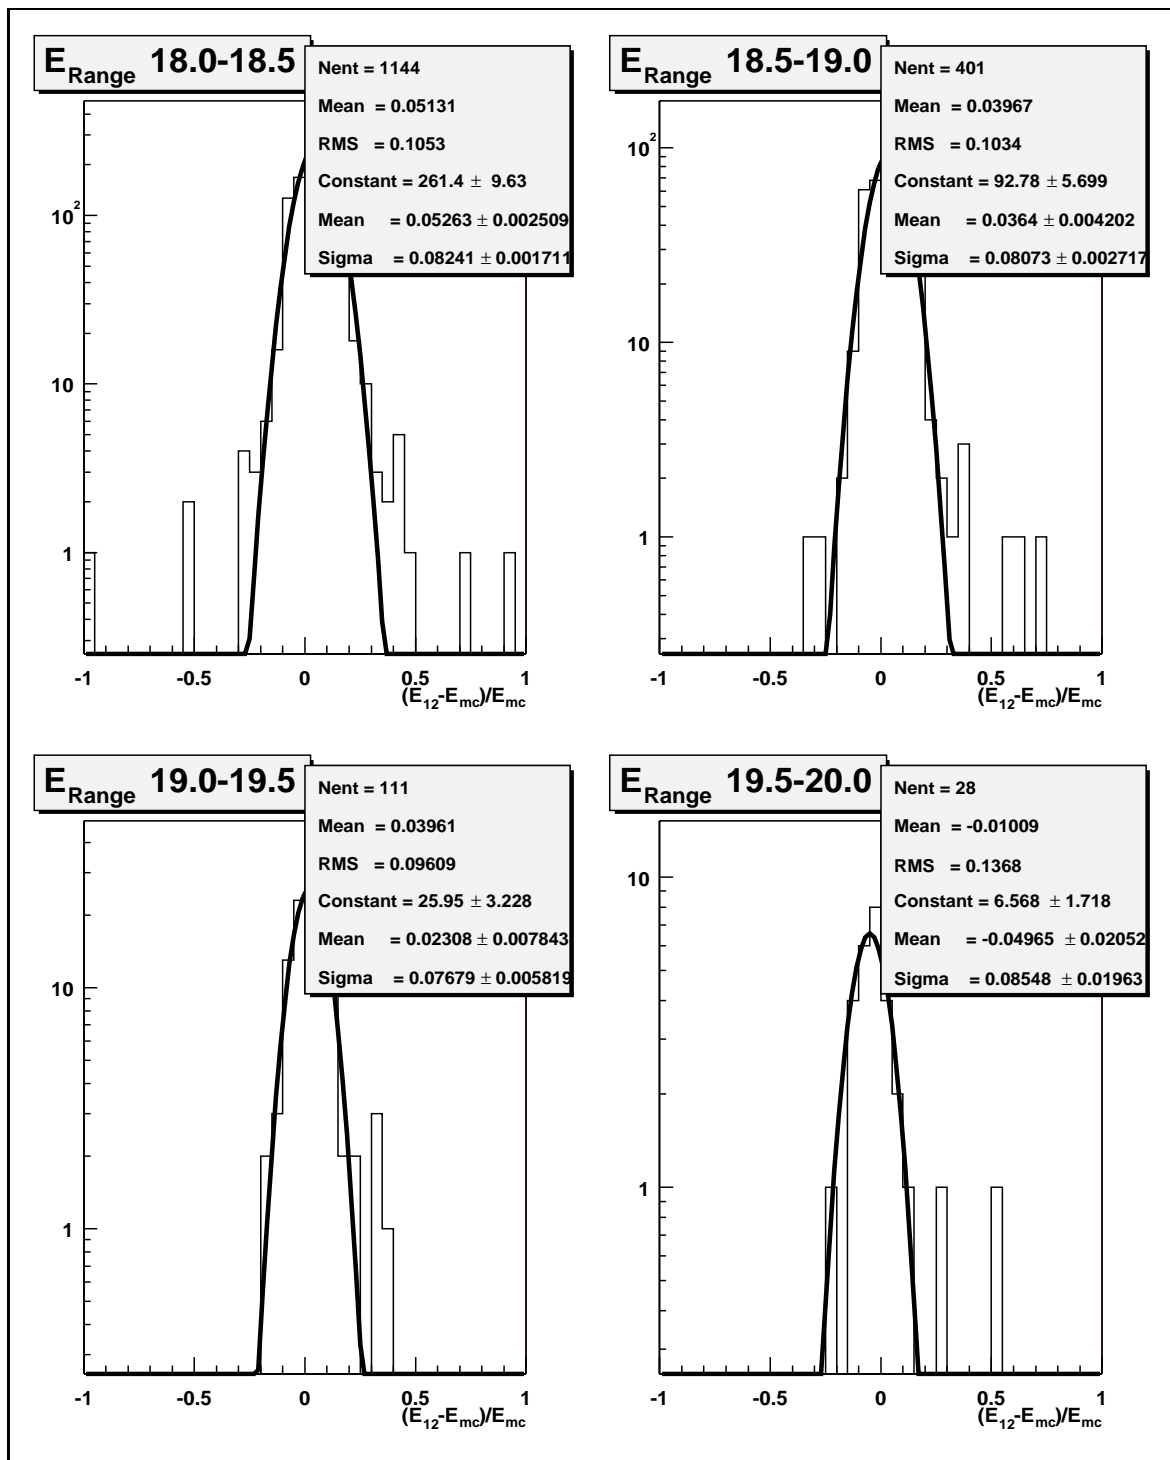 E_Range 18.0-18.5
Nent = 1144
Mean = 0.05131
RMS = 0.1053
Constant = 261.4 ± 9.63
Mean = 0.05263 ± 0.002509
Sigma = 0.08241 ± 0.001711
10^2
10
1
-1 -0.5 0 0.5 1
(E_12-E_mc)/E_mc
E_Range 18.5-19.0
Nent = 401
Mean = 0.03967
RMS = 0.1034
Constant = 92.78 ± 5.699
Mean = 0.0364 ± 0.004202
Sigma = 0.08073 ± 0.002717
10^2
10
1
-1 -0.5 0 0.5 1
(E_12-E_mc)/E_mc
E_Range 19.0-19.5
Nent = 111
Mean = 0.03961
RMS = 0.09609
Constant = 25.95 ± 3.228
Mean = 0.02308 ± 0.007843
Sigma = 0.07679 ± 0.005819
10
1
-1 -0.5 0 0.5 1
(E_12-E_mc)/E_mc
E_Range 19.5-20.0
Nent = 28
Mean = -0.01009
RMS = 0.1368
Constant = 6.568 ± 1.718
Mean = -0.04965 ± 0.02052
Sigma = 0.08548 ± 0.01963
10
1
-1 -0.5 0 0.5 1
(E_12-E_mc)/E_mc